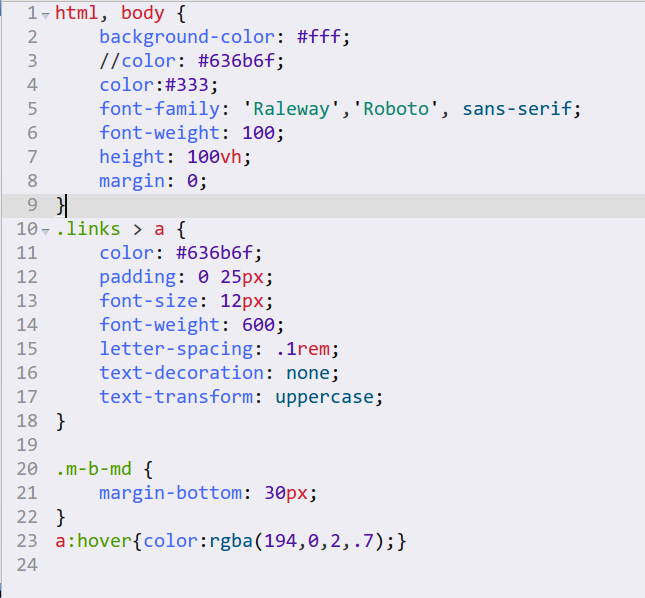 1 html, body {
2     background-color: #fff;
3     //color: #636b6f;
4     color:#333;
5     font-family: 'Raleway','Roboto', sans-serif;
6     font-weight: 100;
7     height: 100vh;
8     margin: 0;
9 }
10 .links > a {
11     color: #636b6f;
12     padding: 0 25px;
13     font-size: 12px;
14     font-weight: 600;
15     letter-spacing: .1rem;
16     text-decoration: none;
17     text-transform: uppercase;
18 }
19
20 .m-b-md {
21     margin-bottom: 30px;
22 }
23 a:hover{color:rgba(194,0,2,.7);}
24